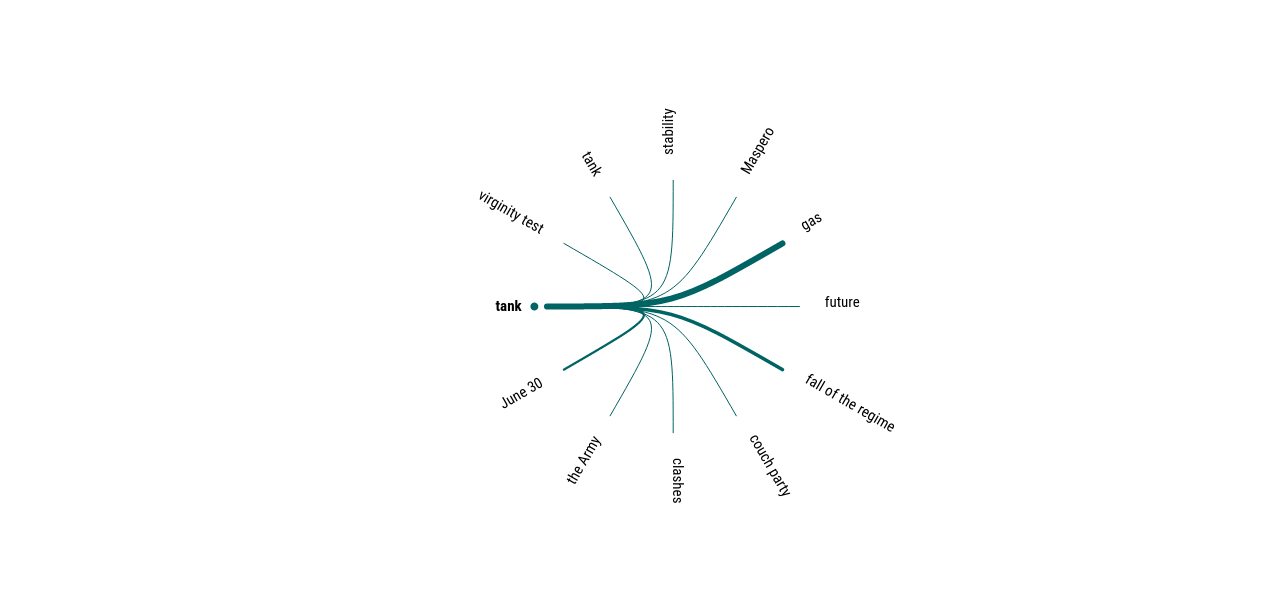 stability
Maspero
tank
virginity test
gas
future
tank
fall of the regime
June 30
couch party
the Army
clashes